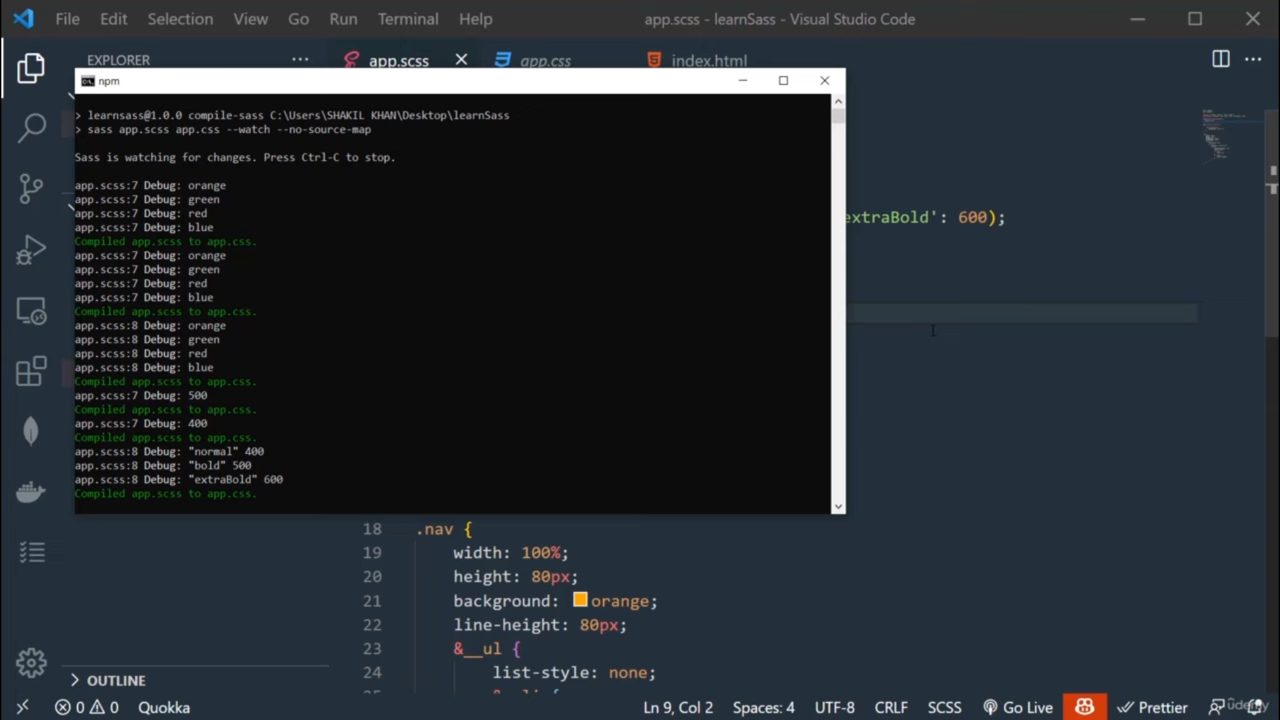 File Edit Selection View Go Run Terminal Help app.scss - learnSass - Visual Studio Code
EXPLORER app.scss app.css index.html
npm
> learnsass@1.0.0 compile-sass C:\Users\SHAKIL KHAN\Desktop\learnSass
> sass app.scss app.css --watch --no-source-map
Sass is watching for changes. Press Ctrl-C to stop.
app.scss:7 Debug: orange
app.scss:7 Debug: green
app.scss:7 Debug: red
app.scss:7 Debug: blue
Compiled app.scss to app.css.
app.scss:7 Debug: orange
app.scss:7 Debug: green
app.scss:7 Debug: red
app.scss:7 Debug: blue
Compiled app.scss to app.css.
app.scss:8 Debug: orange
app.scss:8 Debug: green
app.scss:8 Debug: red
app.scss:8 Debug: blue
Compiled app.scss to app.css.
app.scss:7 Debug: 500
Compiled app.scss to app.css.
app.scss:7 Debug: 400
Compiled app.scss to app.css.
app.scss:8 Debug: "normal" 400
app.scss:8 Debug: "bold" 500
app.scss:8 Debug: "extraBold" 600
Compiled app.scss to app.css.
extraBold': 600);
18 .nav {
19 width: 100%;
20 height: 80px;
21 background: orange;
22 line-height: 80px;
23 &__ul {
24 list-style: none;
OUTLINE
0 0 Quokka Ln 9, Col 2 Spaces: 4 UTF-8 CRLF SCSS Go Live Prettier